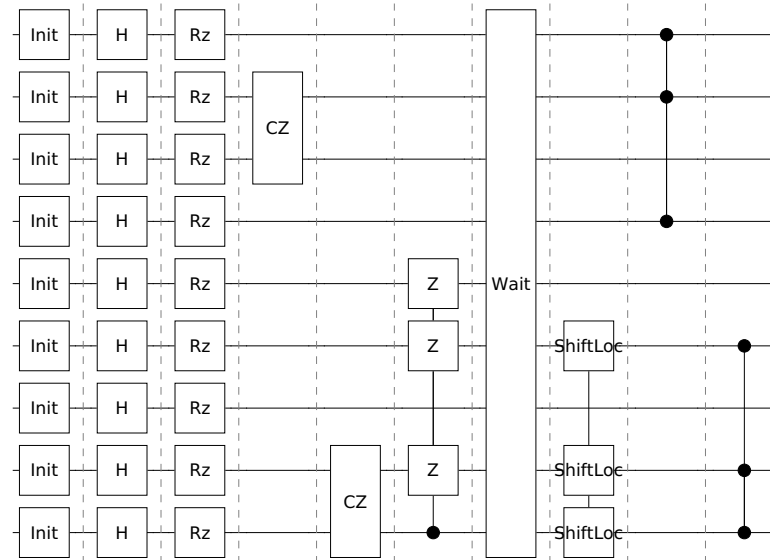 Init H Rz
Init H Rz
CZ
Init H Rz
Init H Rz
Init H Rz Z Wait
Init H Rz Z ShiftLoc
Init H Rz
Init H Rz Z ShiftLoc
CZ
Init H Rz ShiftLoc